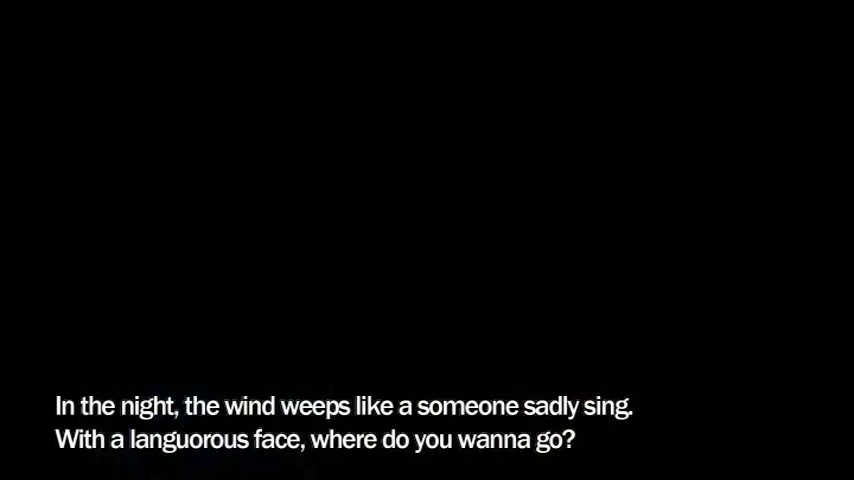 In the night, the wind weeps like a someone sadly sing.
With a languorous face, where do you wanna go?